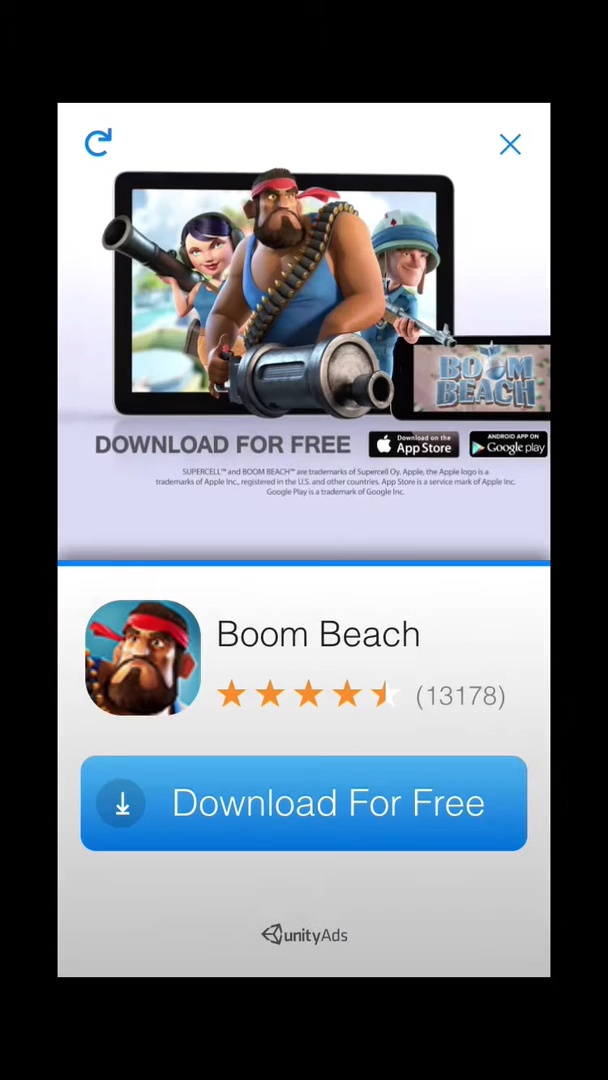 BOOM
BEACH
DOWNLOAD FOR FREE
Download on the
App Store
ANDROID APP ON
Google play
SUPERCELL™ and BOOM BEACH™ are trademarks of Supercell Oy. Apple, the Apple logo is a
trademarks of Apple Inc., registered in the U.S. and other countries. App Store is a service mark of Apple Inc.
Google Play is a trademark of Google Inc.
Boom Beach
(13178)
Download For Free
unityAds